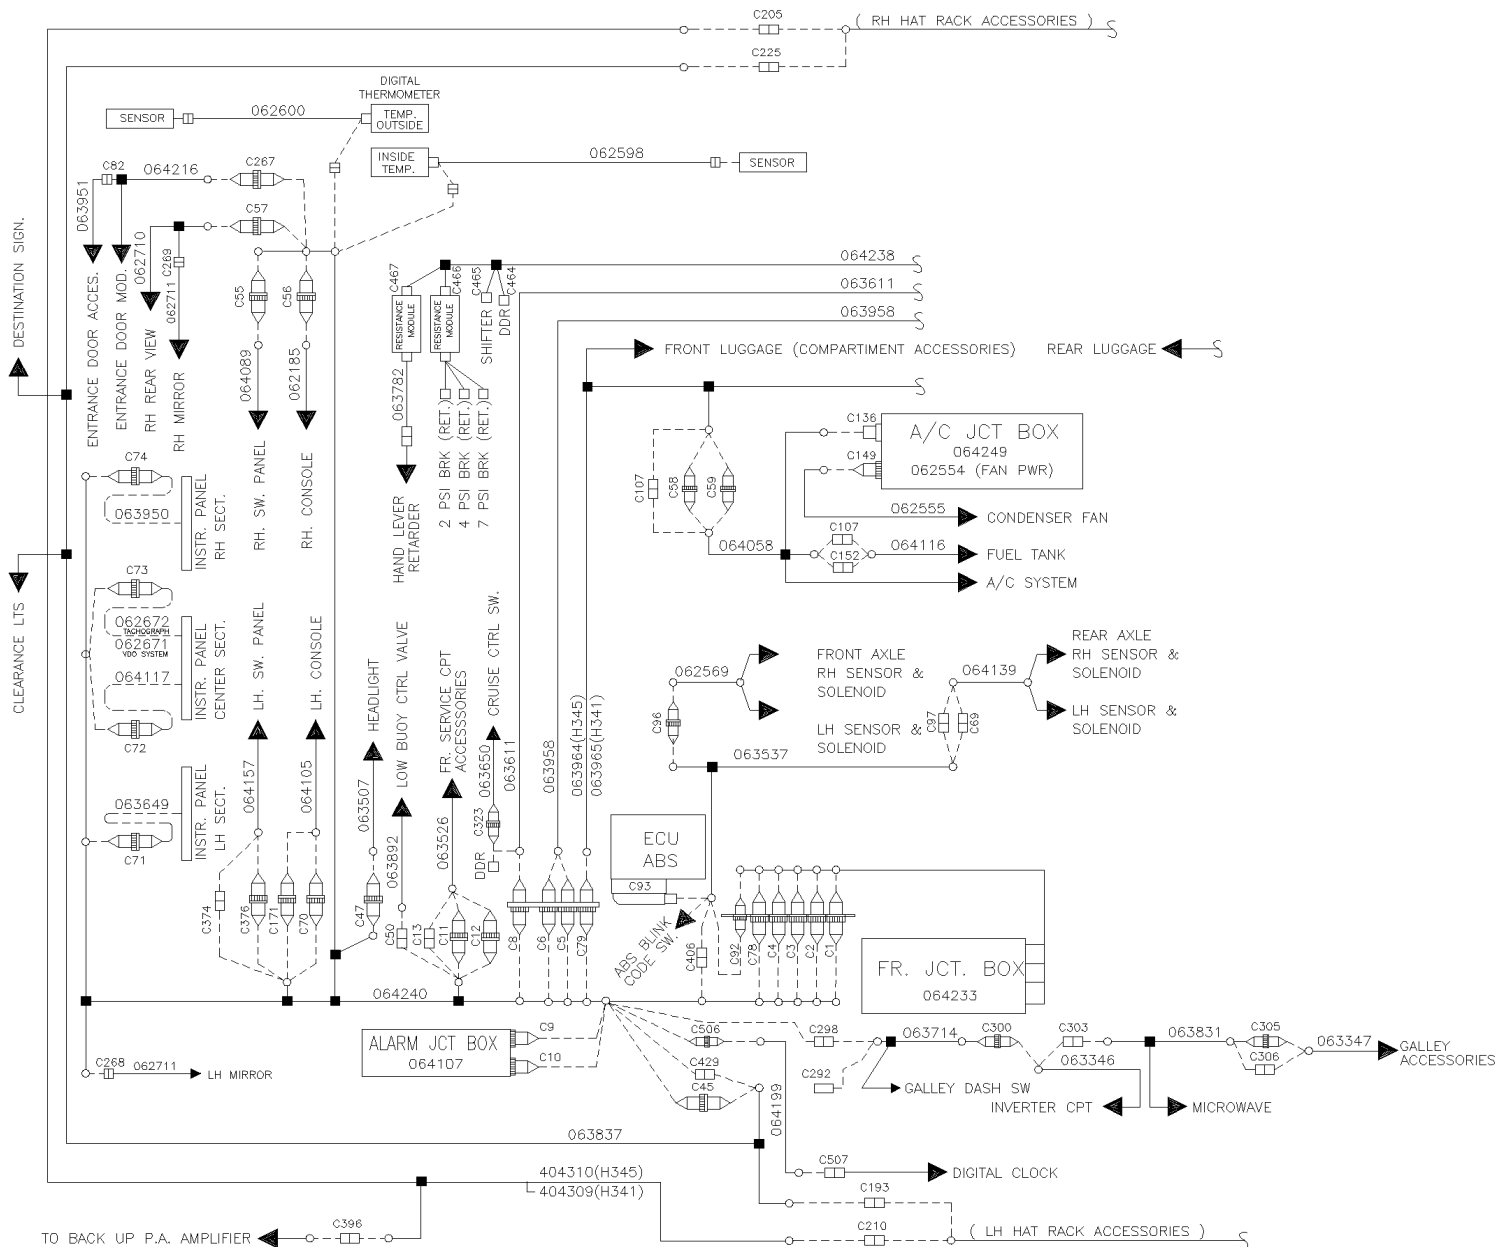 C205
( RH HAT RACK ACCESSORIES )
C225
DIGITAL
THERMOMETER
SENSOR
062600
TEMP.
OUTSIDE
INSIDE
TEMP.
062598
SENSOR
C82
064216
C267
063951
C57
DESTINATION SIGN.
ENTRANCE DOOR ACCES.
ENTRANCE DOOR MOD.
062710
RH REAR VIEW
C269
062711
RH MIRROR
C55
C56
064089
062185
RH. SW. PANEL
RH. CONSOLE
C467
RESISTANCE
MODULE
C466
RESISTANCE
MODULE
C465
C464
SHIFTER
DDR
064238
063611
063958
FRONT LUGGAGE (COMPARTIMENT ACCESSORIES)
REAR LUGGAGE
063782
HAND LEVER
RETARDER
2 PSI BRK (RET.)
4 PSI BRK (RET.)
7 PSI BRK (RET.)
C136
C149
A/C JCT BOX
064249
062554 (FAN PWR)
C107
C58
C59
062555
CONDENSER FAN
064058
C107
C152
064116
FUEL TANK
A/C SYSTEM
C74
063950
INSTR. PANEL
RH SECT.
CLEARANCE LTS
C73
062672
TACHOGRAPH
062671
VDO SYSTEM
064117
C72
INSTR. PANEL
CENTER SECT.
063649
C71
INSTR. PANEL
LH SECT.
LH. SW. PANEL
LH. CONSOLE
064157
064105
C374
C376
C171
C70
HEADLIGHT
063507
C47
LOW BUOY CTRL VALVE
063892
C50
FR. SERVICE CPT
ACCESSSORIES
063526
C13
C11
C12
CRUISE CTRL SW.
063650
C323
DDR
063611
063958
063964(H345)
063965(H341)
C8
C6
C5
C79
062569
FRONT AXLE
RH SENSOR &
SOLENOID
LH SENSOR &
SOLENOID
C96
064139
REAR AXLE
RH SENSOR &
SOLENOID
LH SENSOR &
SOLENOID
C97
C69
063537
ECU
ABS
C93
ABS BLINK
CODE SW.
C406
C92
C78
C4
C3
C2
C1
FR. JCT. BOX
064233
064240
ALARM JCT BOX
064107
C9
C10
C506
C429
C45
C298
C292
063714
GALLEY DASH SW
C300
C303
063346
INVERTER CPT
063831
MICROWAVE
C305
C306
063347
GALLEY
ACCESSORIES
C268
062711
LH MIRROR
064199
063837
C507
DIGITAL CLOCK
404310(H345)
404309(H341)
C193
C210
( LH HAT RACK ACCESSORIES )
TO BACK UP P.A. AMPLIFIER
C396